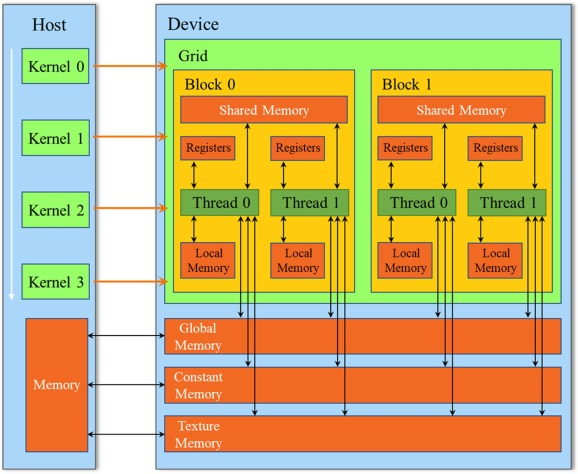 Host
Device
Kernel 0
Kernel 1
Kernel 2
Kernel 3
Memory
Grid
Block 0
Shared Memory
Registers
Registers
Thread 0
Thread 1
Local
Memory
Local
Memory
Block 1
Shared Memory
Registers
Registers
Thread 0
Thread 1
Local
Memory
Local
Memory
Global
Memory
Constant
Memory
Texture
Memory